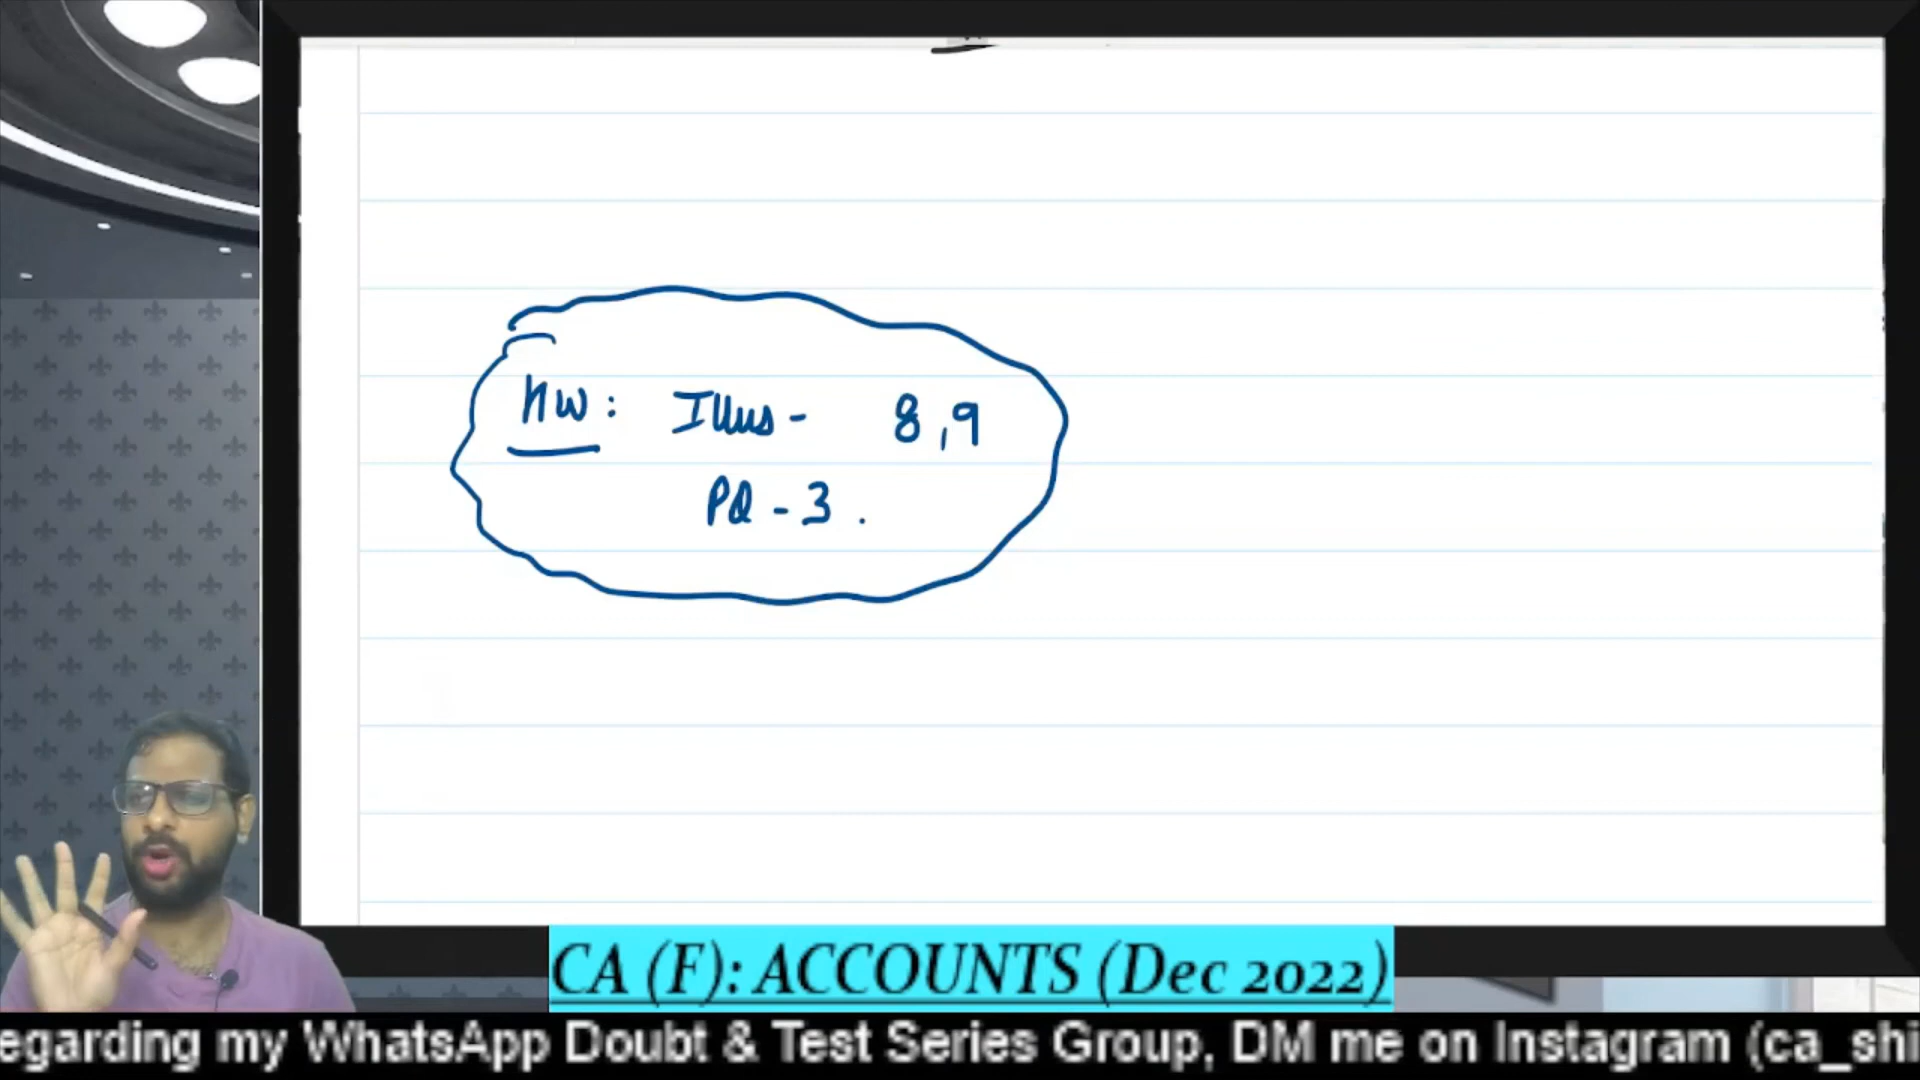 HW: Illus - 8,9
PQ - 3.
CA (F): ACCOUNTS (Dec 2022)
egarding my WhatsApp Doubt & Test Series Group, DM me on Instagram (ca_shi